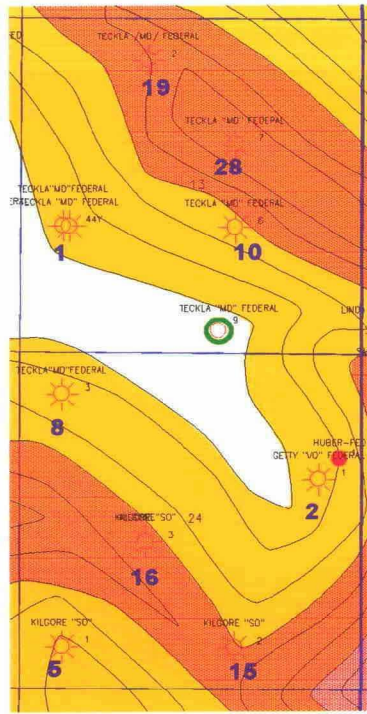 TECKLA /MD/ FEDERAL
2
19
TECKLA "MD" FEDERAL
7
28
13
TECKLA"MD"FEDERAL
TECKLA "MD" FEDERAL
44Y
1
TECKLA "MD" FEDERAL
6
10
TECKLA "MD" FEDERAL
9
TECKLA"MD"FEDERAL
3
8
HUBER-FED
GETTY "VO" FEDERAL
1
2
"SO" 24
3
16
KILGORE "SO"
1
5
KILGORE "SO"
2
15